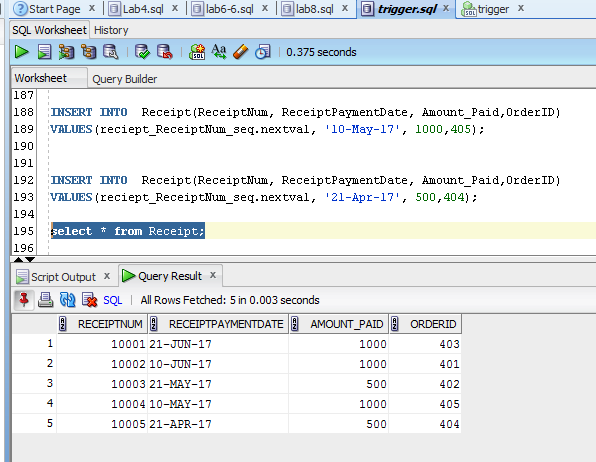 Start Page x Lab4.sql x lab6-6.sql x lab8.sql x trigger.sql x trigger x
SQL Worksheet History
0.375 seconds
Worksheet Query Builder
187
188 INSERT INTO Receipt(ReceiptNum, ReceiptPaymentDate, Amount_Paid,OrderID)
189 VALUES(reciept_ReceiptNum_seq.nextval, '10-May-17', 1000,405);
190
191
192 INSERT INTO Receipt(ReceiptNum, ReceiptPaymentDate, Amount_Paid,OrderID)
193 VALUES(reciept_ReceiptNum_seq.nextval, '21-Apr-17', 500,404);
194
195 select * from Receipt;
196
Script Output x Query Result x
SQL | All Rows Fetched: 5 in 0.003 seconds
RECEIPTNUM RECEIPTPAYMENTDATE AMOUNT_PAID ORDERID
1 10001 21-JUN-17 1000 403
2 10002 10-JUN-17 1000 401
3 10003 21-MAY-17 500 402
4 10004 10-MAY-17 1000 405
5 10005 21-APR-17 500 404